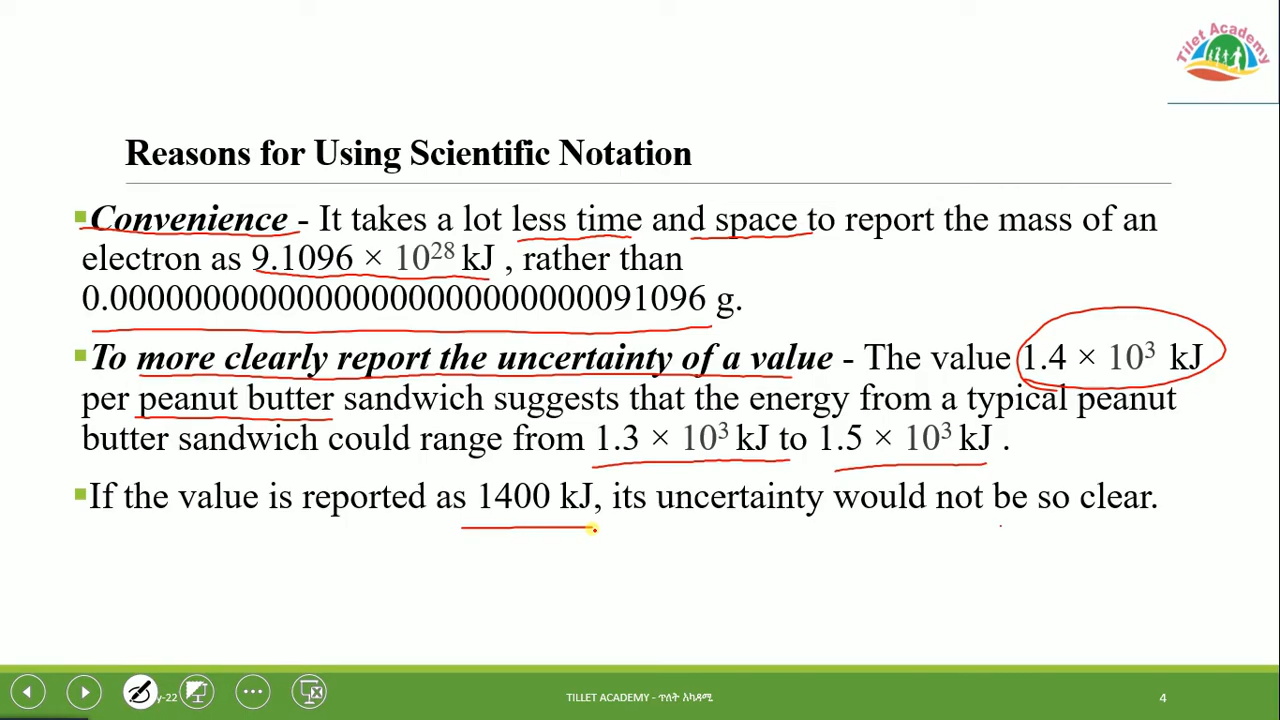 Tilet Academy
Reasons for Using Scientific Notation
▪Convenience - It takes a lot less time and space to report the mass of an
electron as 9.1096 × 10²⁸ kJ , rather than
0.00000000000000000000000000091096 g.
▪To more clearly report the uncertainty of a value - The value 1.4 × 10³ kJ
per peanut butter sandwich suggests that the energy from a typical peanut
butter sandwich could range from 1.3 × 10³ kJ to 1.5 × 10³ kJ .
▪If the value is reported as 1400 kJ, its uncertainty would not be so clear.
y-22
TILLET ACADEMY - ጥለት አካዳሚ
4